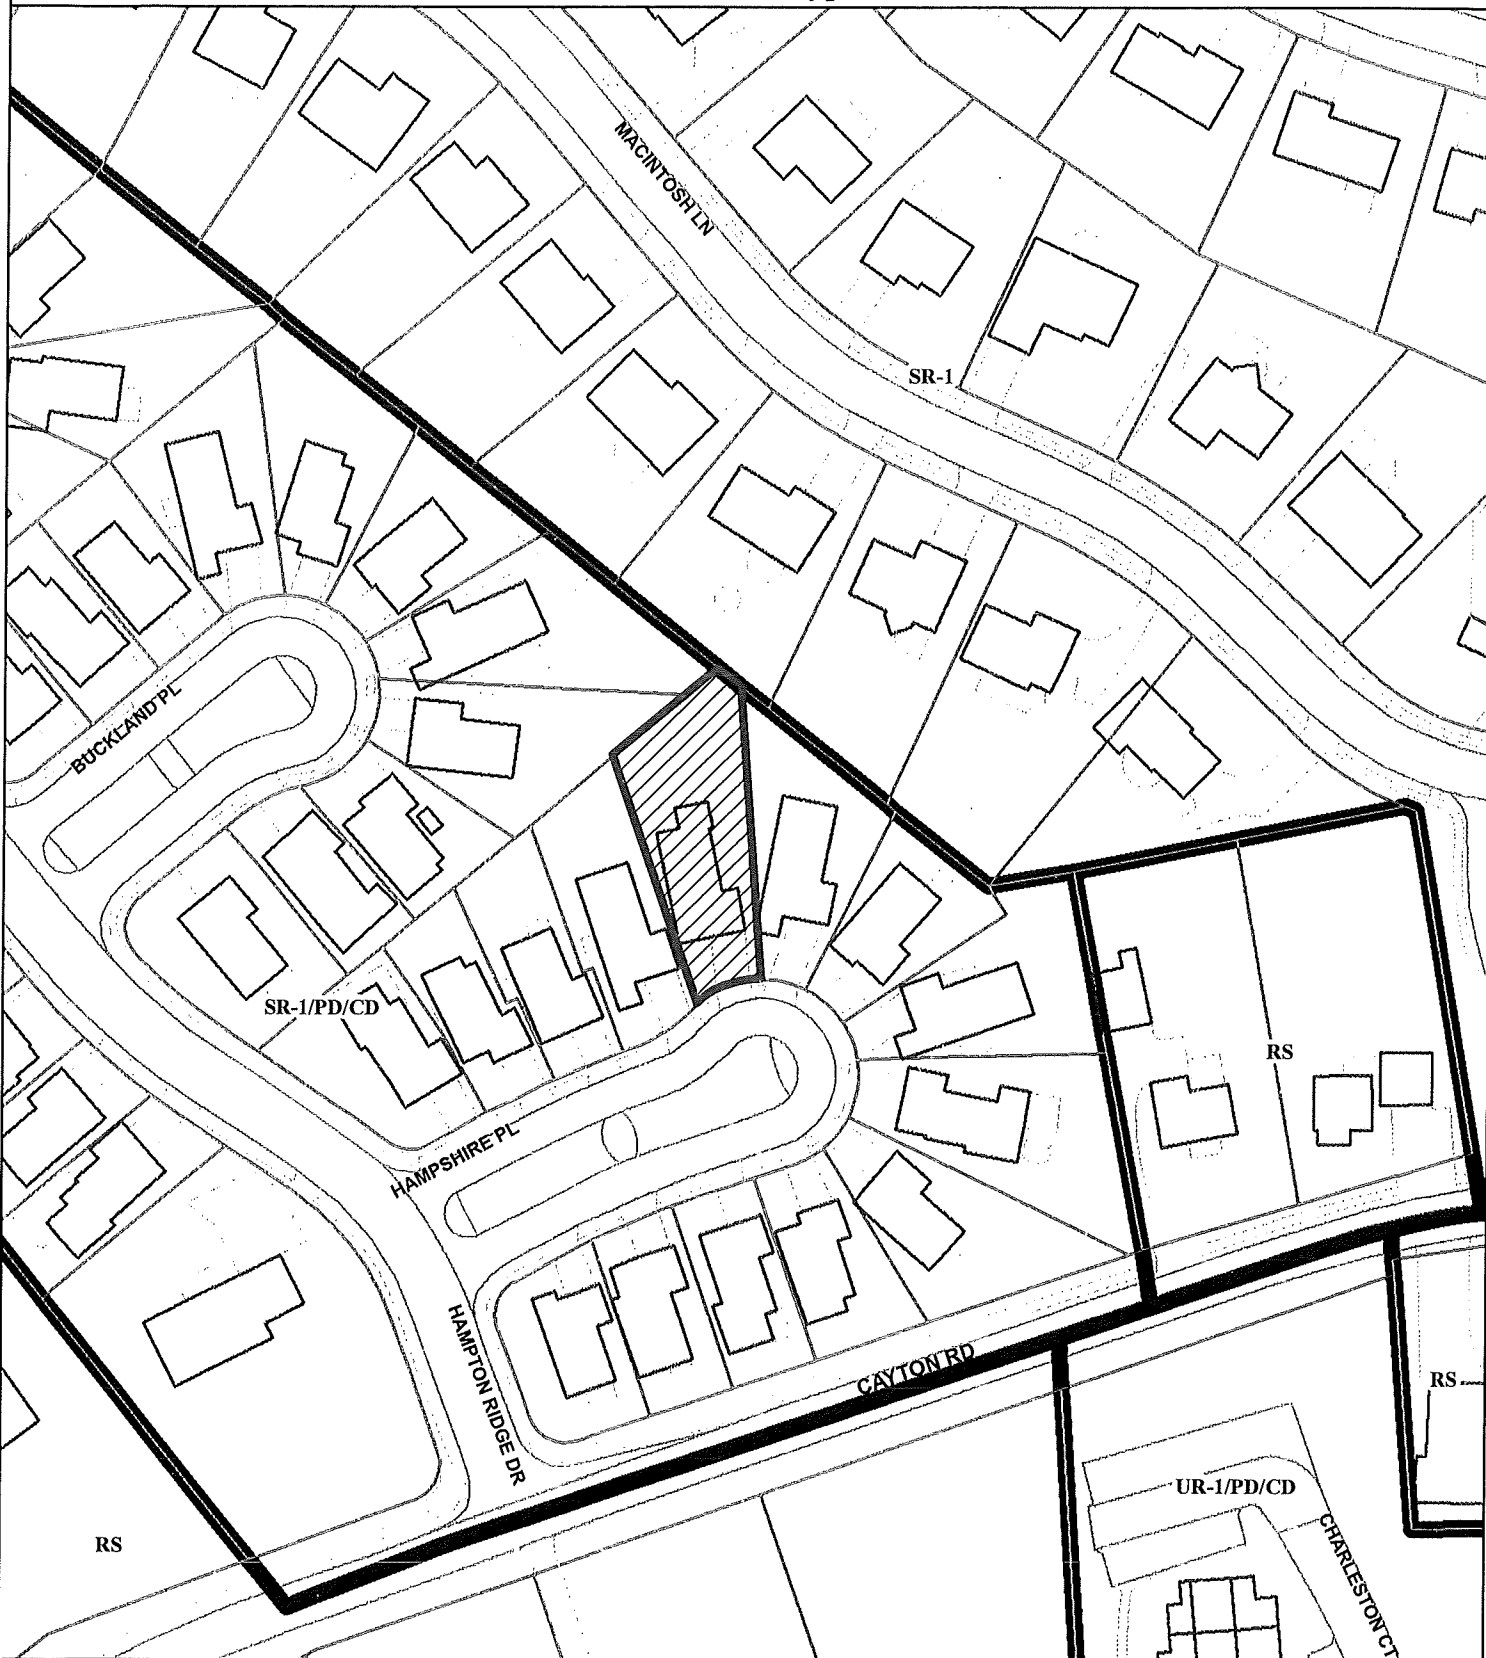 MACINTOSH LN
SR-1
BUCKLAND PL
SR-1/PD/CD
RS
HAMPSHIRE PL
HAMPTON RIDGE DR
CAYTON RD
RS
UR-1/PD/CD
RS
CHARLESTON CT